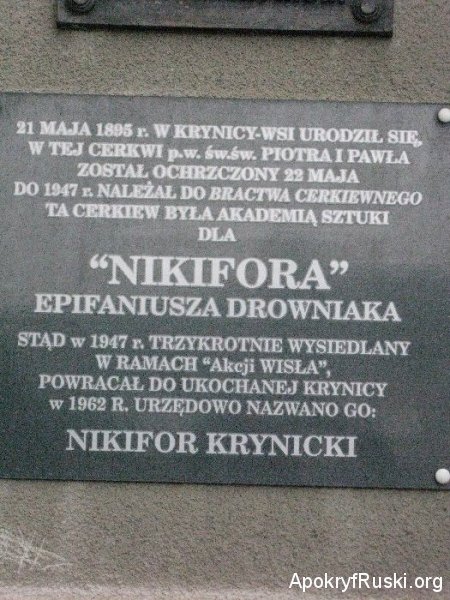 21 MAJA 1895 r. W KRYNICY-WSI URODZIŁ SIĘ,
W TEJ CERKWI p.w. św.św. PIOTRA I PAWŁA
ZOSTAŁ OCHRZCZONY 22 MAJA
DO 1947 r. NALEŻAŁ DO BRACTWA CERKIEWNEGO
TA CERKIEW BYŁA AKADEMIĄ SZTUKI
DLA
“NIKIFORA”
EPIFANIUSZA DROWNIAKA
STĄD w 1947 r. TRZYKROTNIE WYSIEDLANY
W RAMACH “Akcji WISŁA”,
POWRACAŁ DO UKOCHANEJ KRYNICY
w 1962 R. URZĘDOWO NAZWANO GO:
NIKIFOR KRYNICKI
ApokryfRuski.org